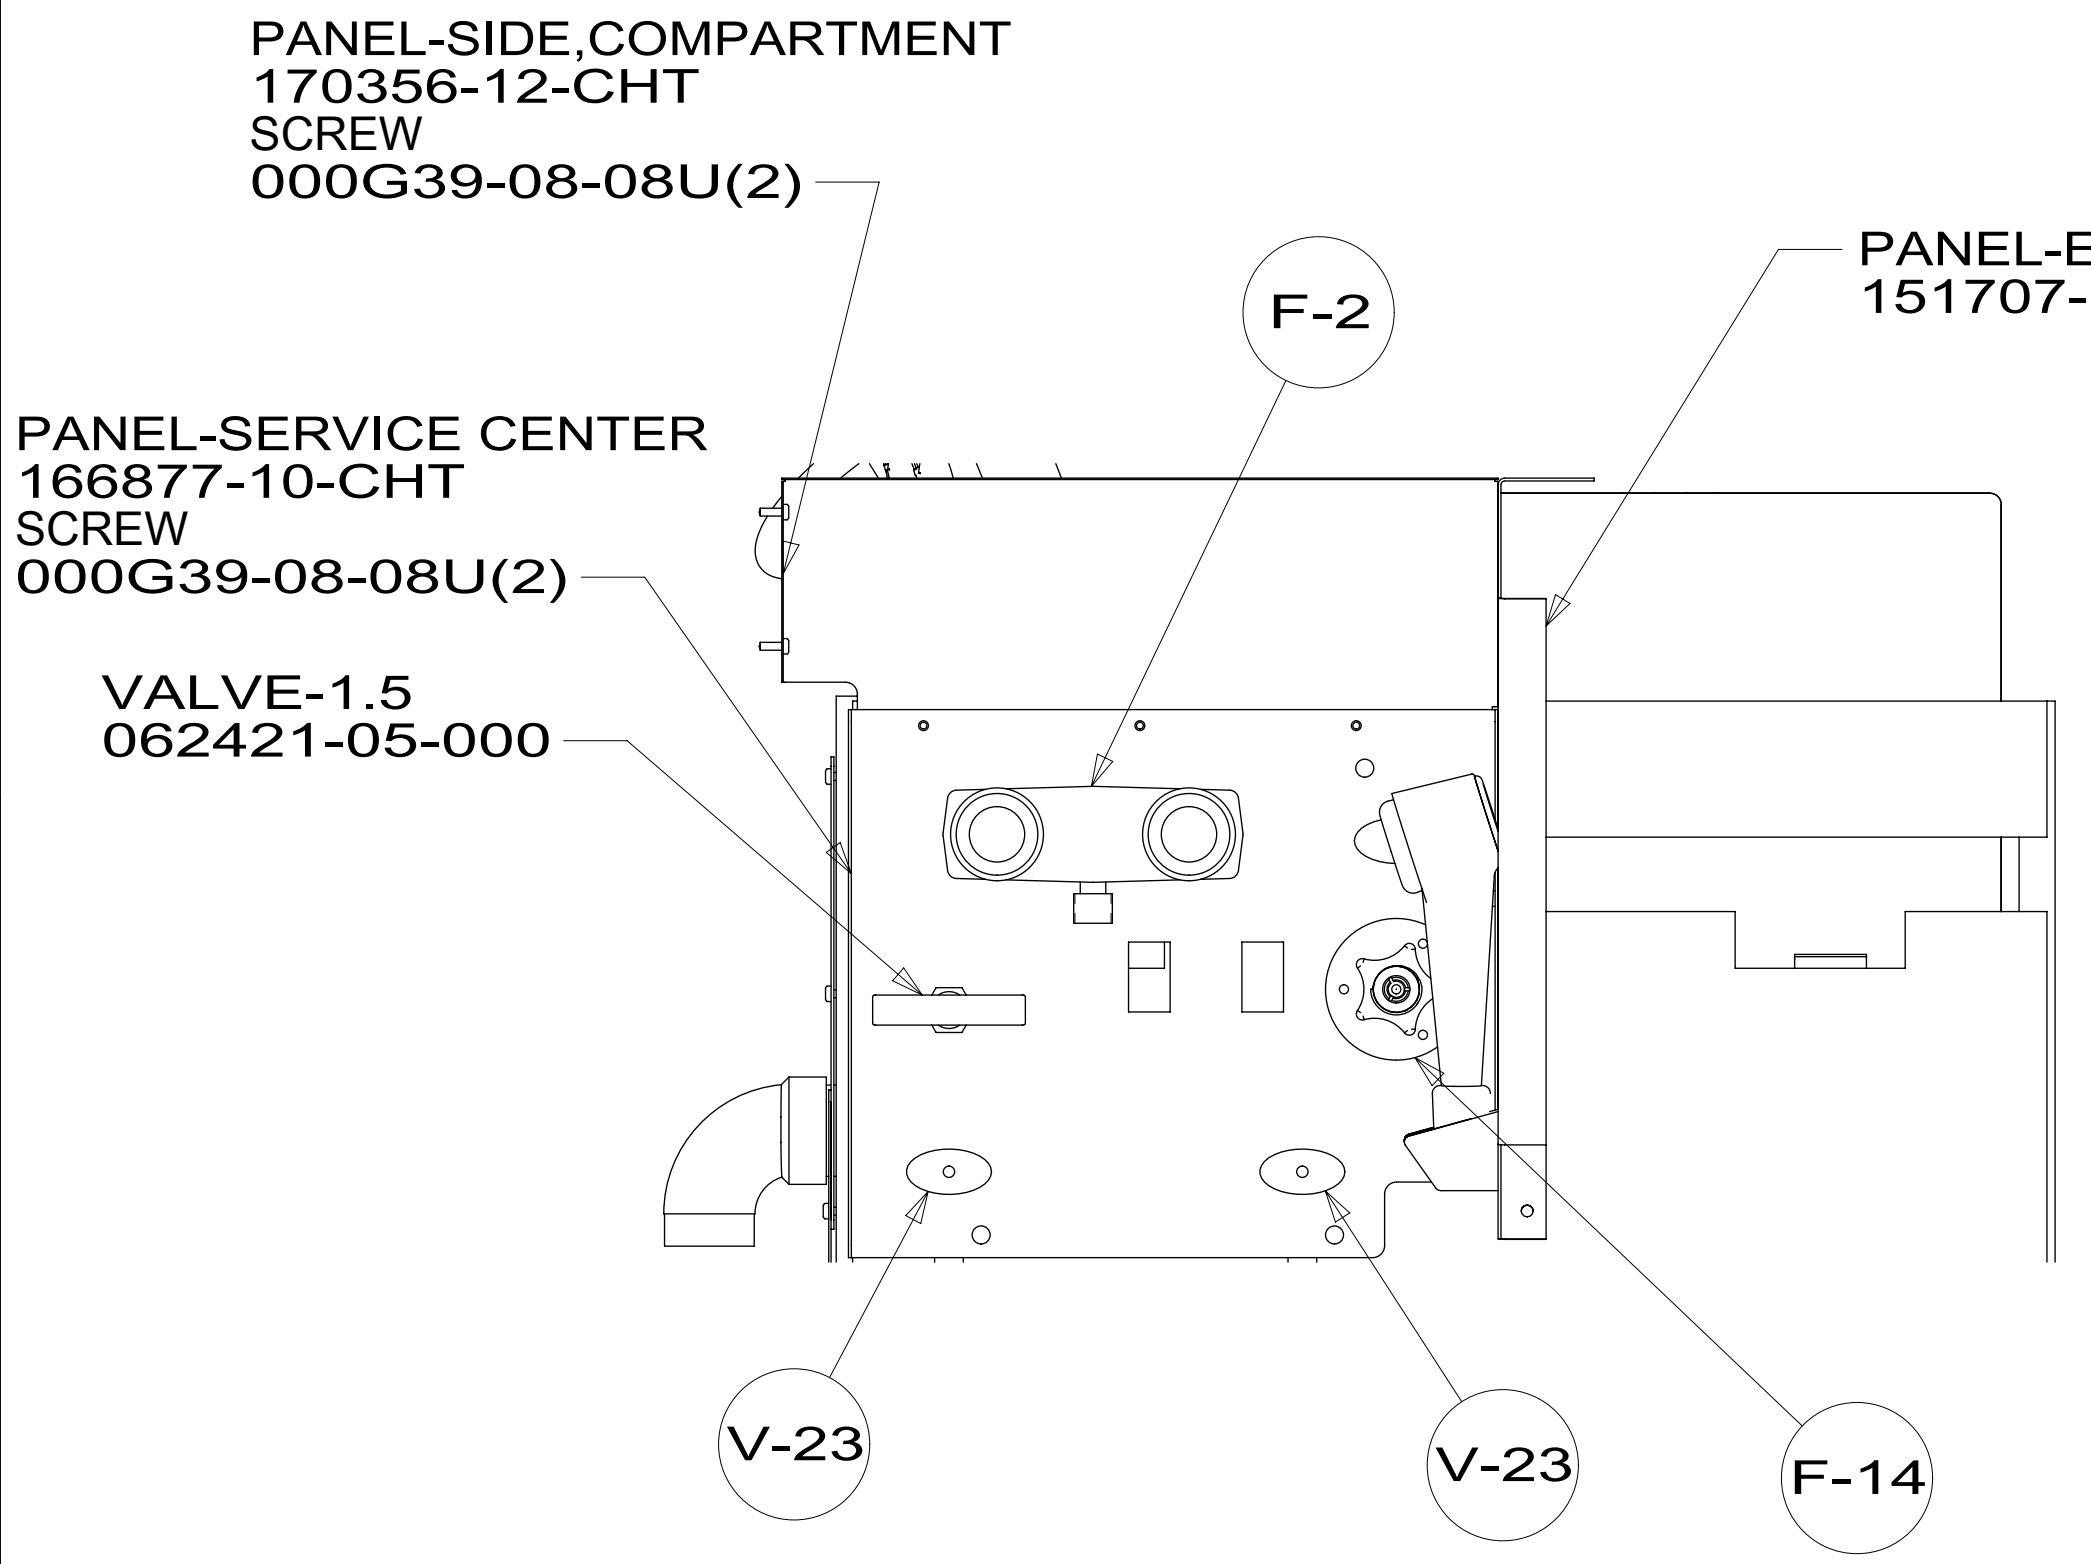 PANEL-SIDE,COMPARTMENT
170356-12-CHT
SCREW
000G39-08-08U(2)
F-2
PANEL-E
151707-
PANEL-SERVICE CENTER
166877-10-CHT
SCREW
000G39-08-08U(2)
VALVE-1.5
062421-05-000
V-23
V-23
F-14